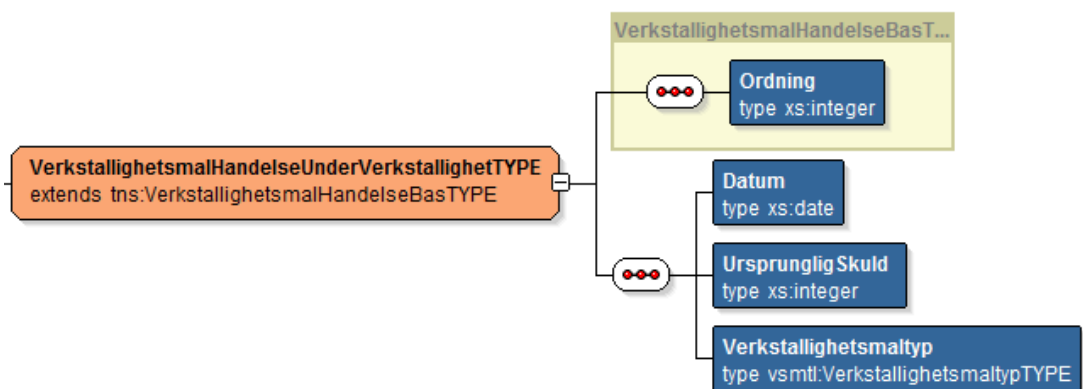 VerkstallighetsmalHandelseBasT...
Ordning
type xs:integer
VerkstallighetsmalHandelseUnderVerkstallighetTYPE
extends tns:VerkstallighetsmalHandelseBasTYPE
Datum
type xs:date
UrsprungligSkuld
type xs:integer
Verkstallighetsmaltyp
type vsmtl:VerkstallighetsmaltypTYPE